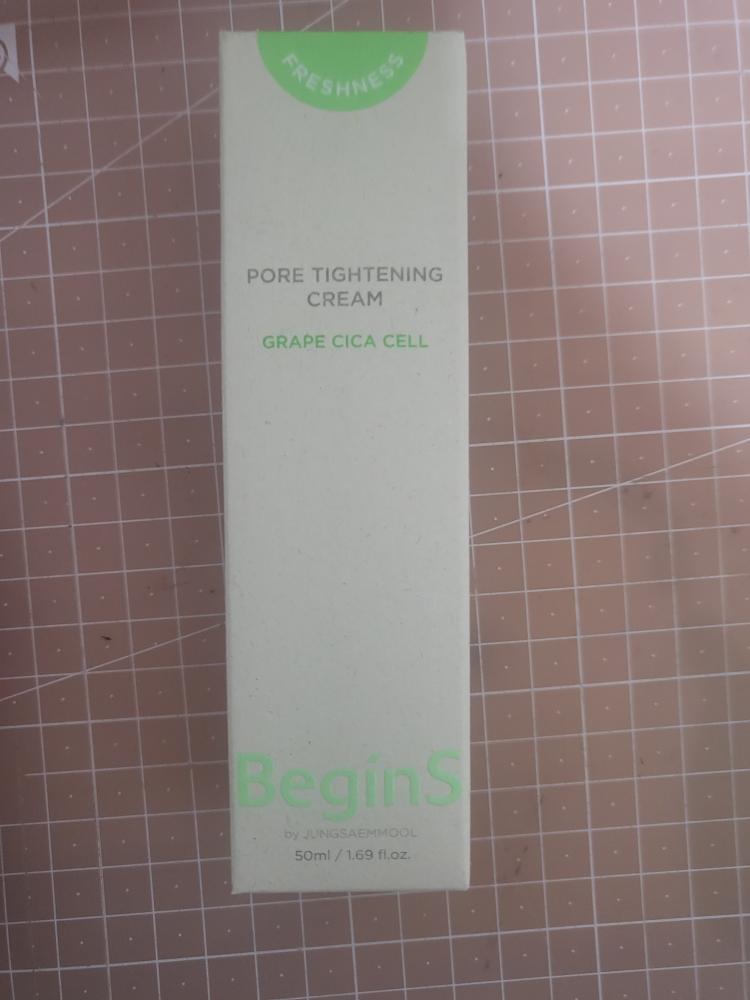 FRESHNESS
PORE TIGHTENING
CREAM
GRAPE CICA CELL
BeginS
by JUNGSAEMMOOL
50ml / 1.69 fl.oz.